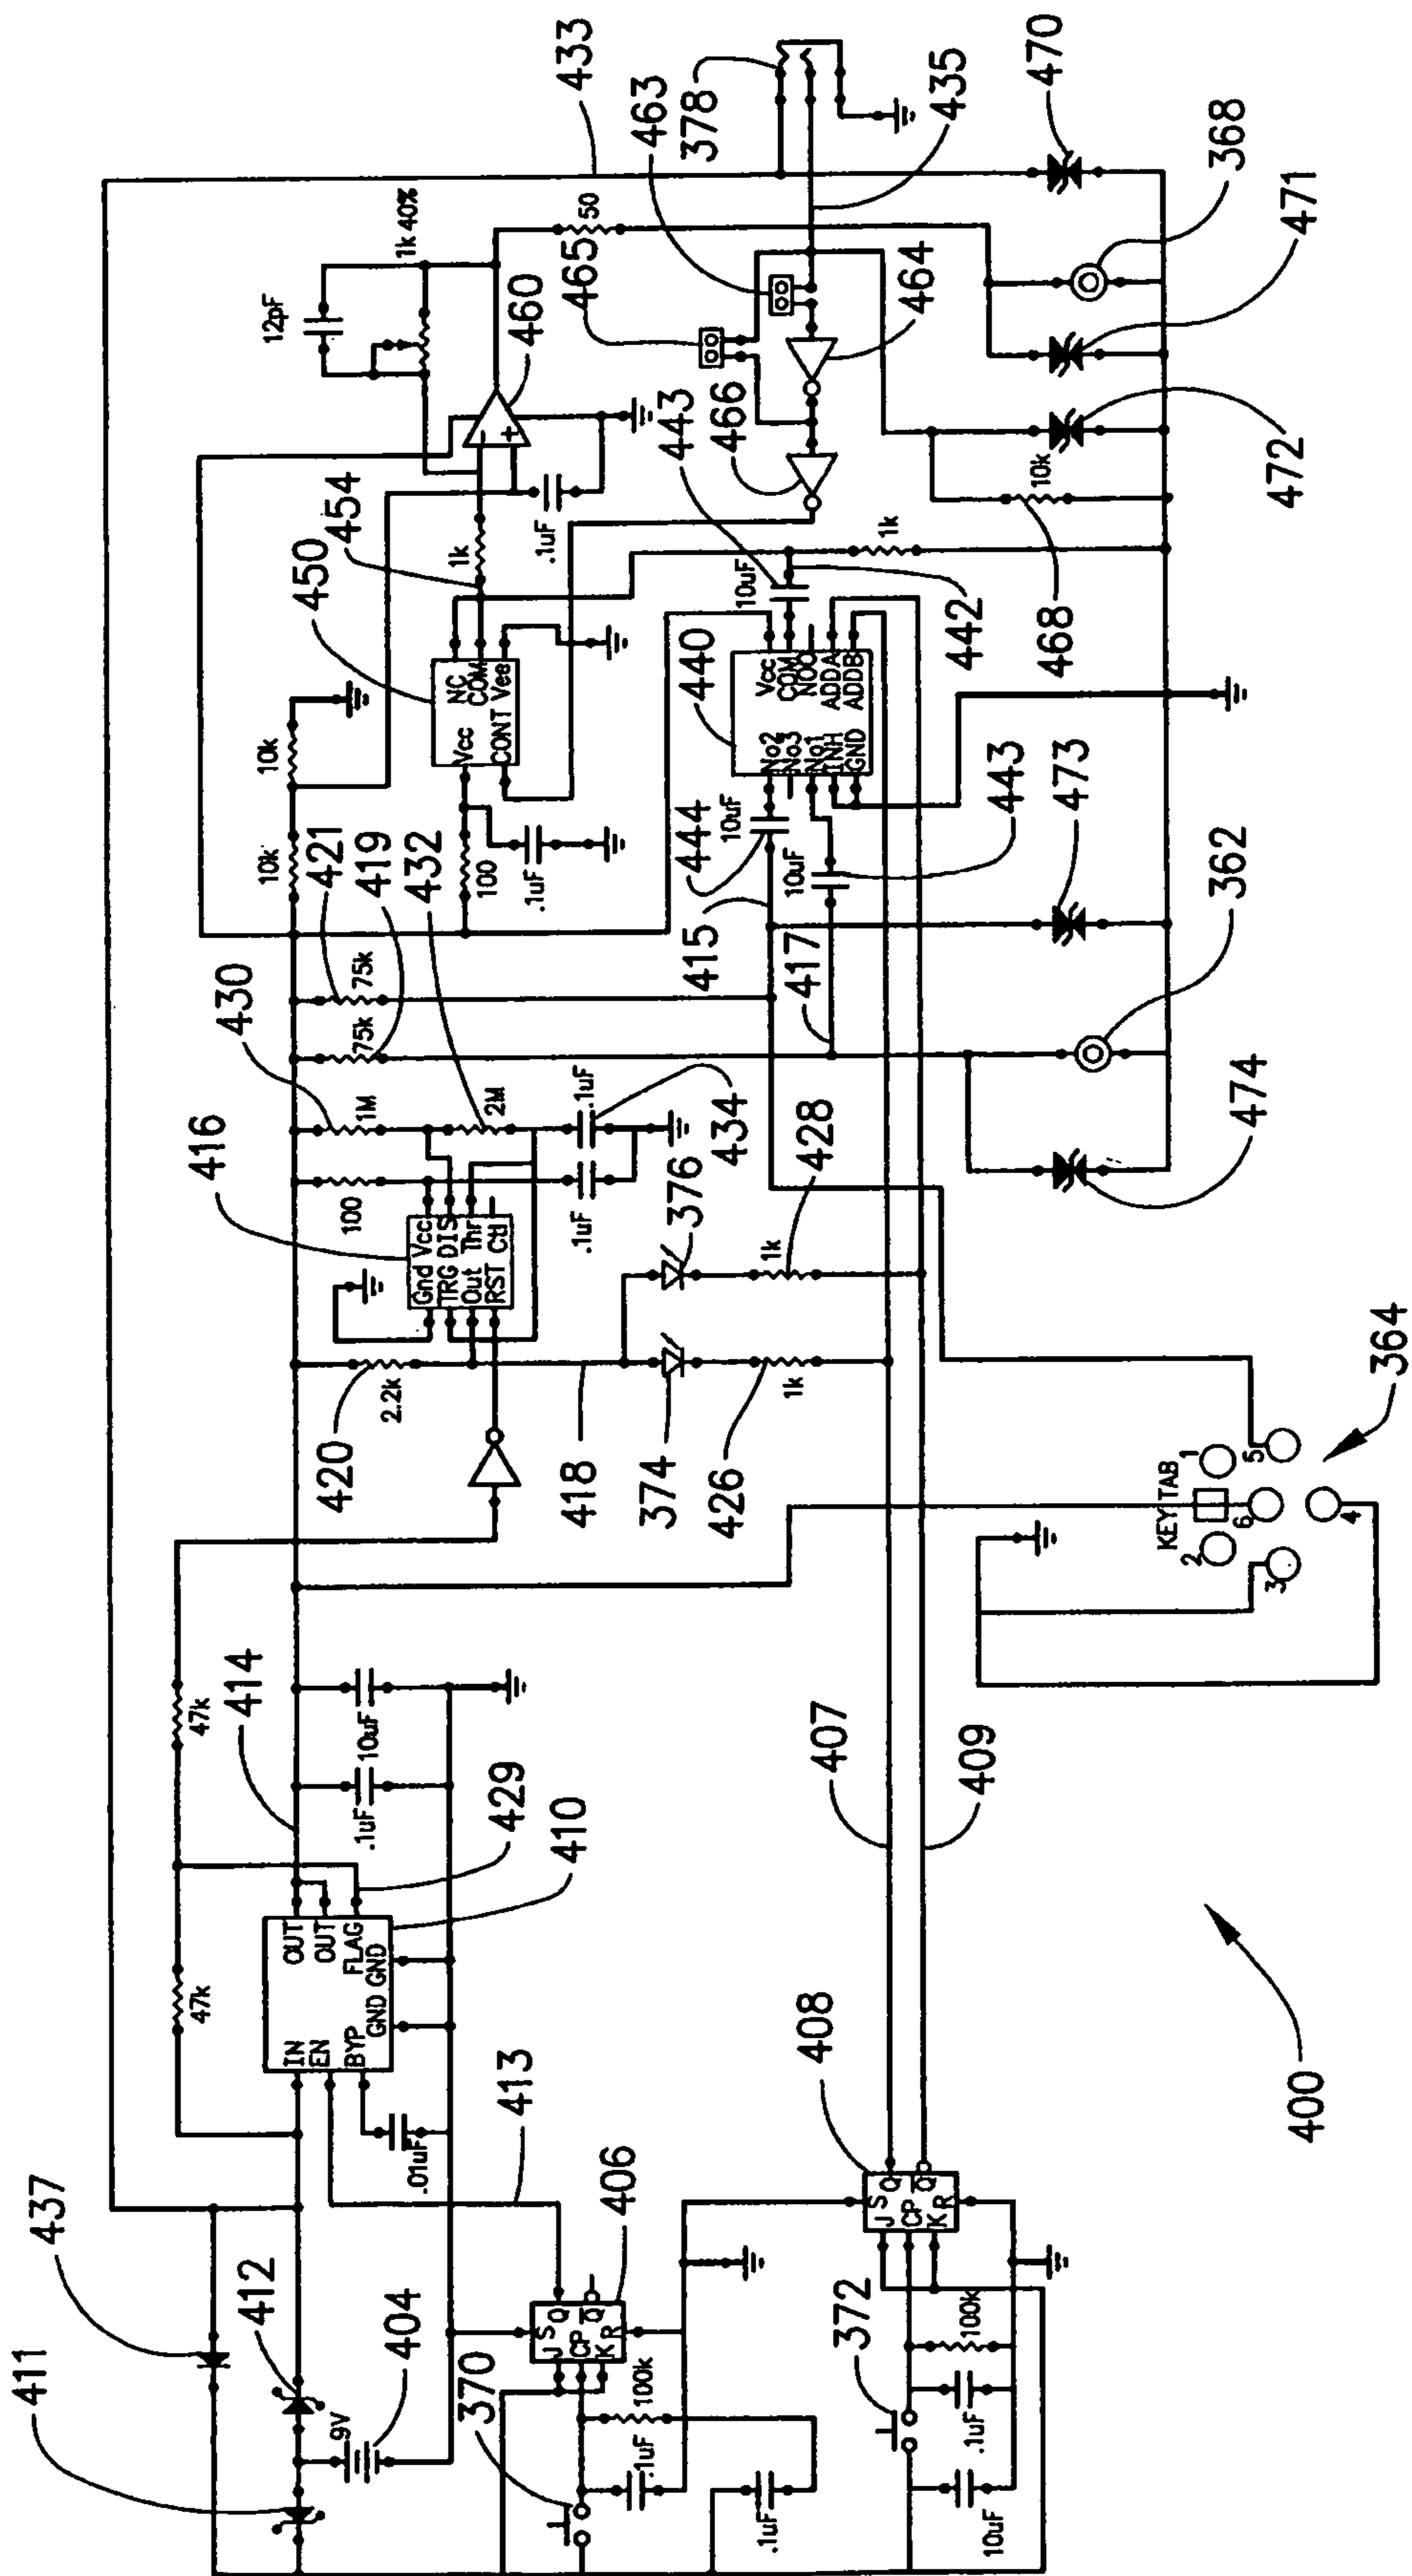 411
437
412
9V
404
370
.1uF
100k
.1uF
S
J
Q
CP
K
Q
R
406
413
372
10uF
.1uF
100k
S
J
Q
CP
K
Q
R
408
400
407
409
47k
47k
IN
EN
BYP
OUT
OUT
FLAG
GND
GND
.01uF
410
429
414
.1uF
10uF
420
2.2k
418
374
426
1k
376
1k
428
416
Gnd
TRG
Out
RST
Vcc
DIS
Thr
Ctl
100
1M
2M
.1uF
.1uF
430
432
434
KEY TAB
1
2
3
4
5
6
364
75k
75k
419
421
10k
10k
100
.1uF
Vcc
CONT
NC
COM
Vee
450
454
1k
.1uF
460
12pF
1k 40%
50
415
417
444
10uF
10uF
443
No2
No3
No1
INH
GND
Vcc
COM
NO0
ADDA
ADDB
440
442
10uF
443
1k
466
464
465
463
378
433
435
468
10k
472
471
368
470
473
362
474